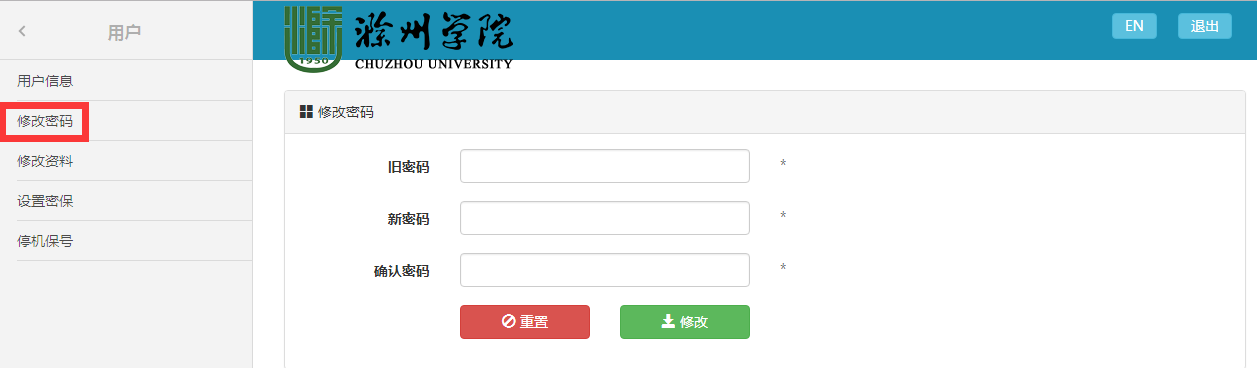 用户
用户信息
修改密码
修改资料
设置密保
停机保号
1950
滁州学院
CHUZHOU UNIVERSITY
EN
退出
修改密码
旧密码
*
新密码
*
确认密码
*
重置
修改